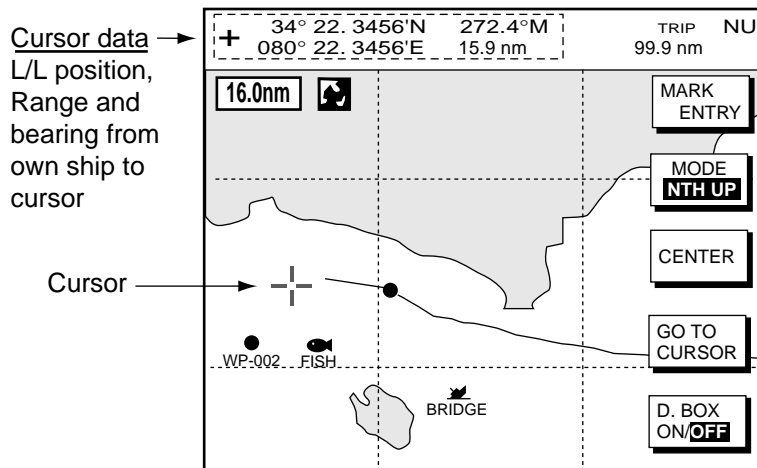 Cursor data
L/L position,
Range and
bearing from
own ship to
cursor
Cursor
+ 34° 22. 3456'N 272.4°M
080° 22. 3456'E 15.9 nm
TRIP
99.9 nm
NU
16.0nm
MARK
ENTRY
MODE
NTH UP
CENTER
GO TO
CURSOR
D. BOX
ON/OFF
WP-002
FISH
BRIDGE